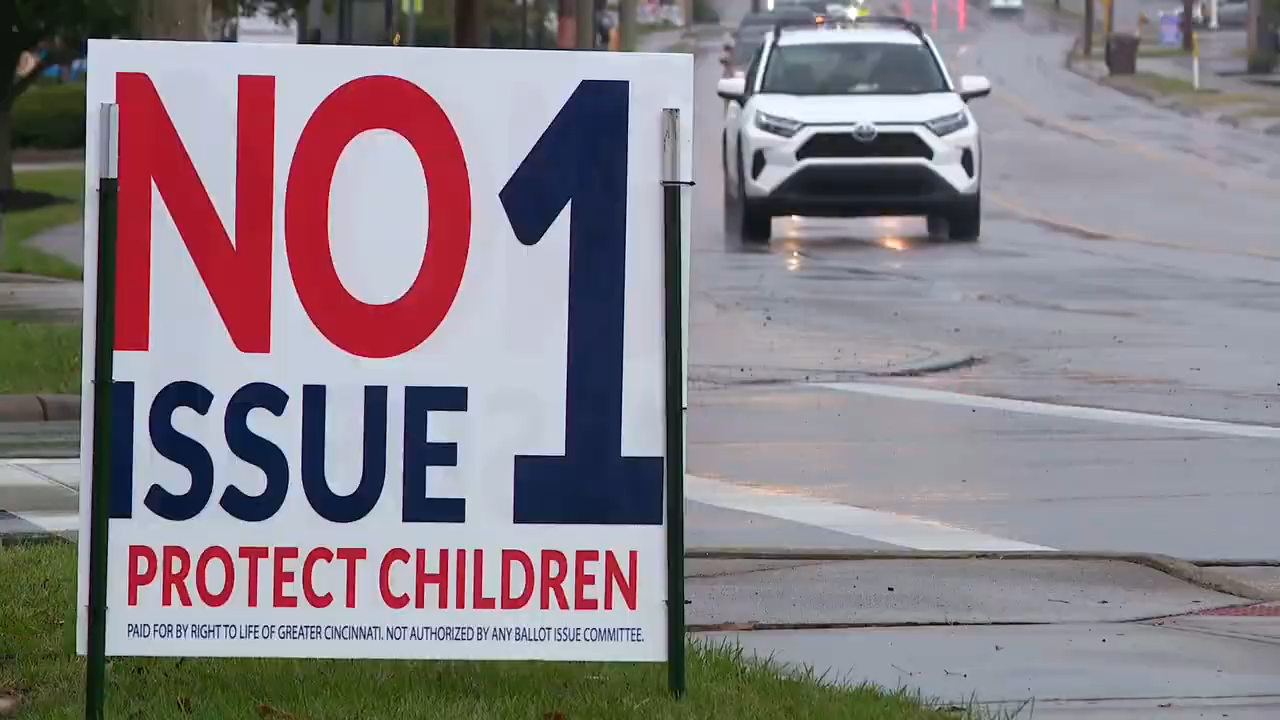 NO 1
ISSUE
PROTECT CHILDREN
PAID FOR BY RIGHT TO LIFE OF GREATER CINCINNATI. NOT AUTHORIZED BY ANY BALLOT ISSUE COMMITTEE.